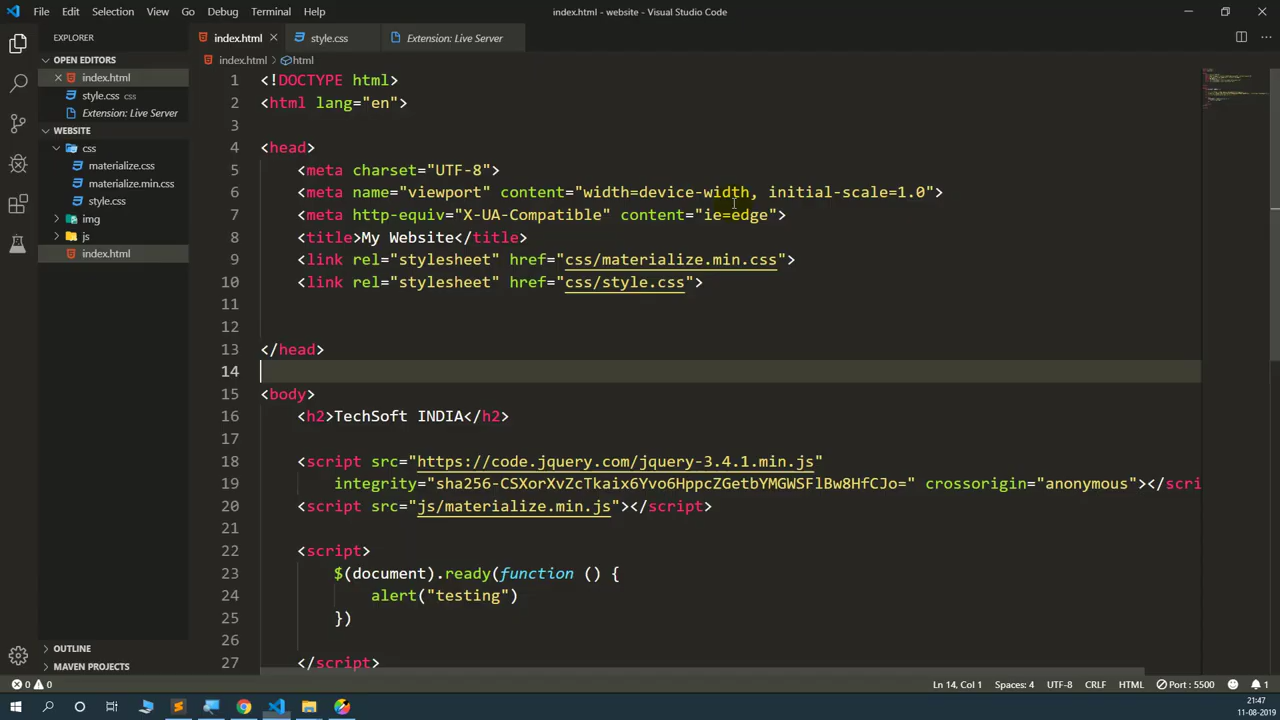 File Edit Selection View Go Debug Terminal Help
index.html - website - Visual Studio Code
EXPLORER
index.html
style.css
Extension: Live Server
OPEN EDITORS
index.html
style.css css
Extension: Live Server
WEBSITE
css
materialize.css
materialize.min.css
style.css
img
js
index.html
OUTLINE
MAVEN PROJECTS
index.html > html
1 <!DOCTYPE html>
2 <html lang="en">
3
4 <head>
5 <meta charset="UTF-8">
6 <meta name="viewport" content="width=device-width, initial-scale=1.0">
7 <meta http-equiv="X-UA-Compatible" content="ie=edge">
8 <title>My Website</title>
9 <link rel="stylesheet" href="css/materialize.min.css">
10 <link rel="stylesheet" href="css/style.css">
11
12
13 </head>
14
15 <body>
16 <h2>TechSoft INDIA</h2>
17
18 <script src="https://code.jquery.com/jquery-3.4.1.min.js"
19 integrity="sha256-CSXorXvZcTkaix6Yvo6HppcZGetbYMGWSFlBw8HfCJo=" crossorigin="anonymous"></scri
20 <script src="js/materialize.min.js"></script>
21
22 <script>
23 $(document).ready(function () {
24 alert("testing")
25 })
26
27 </script>
0 0
Ln 14, Col 1 Spaces: 4 UTF-8 CRLF HTML Port : 5500 1
21:47
11-08-2019